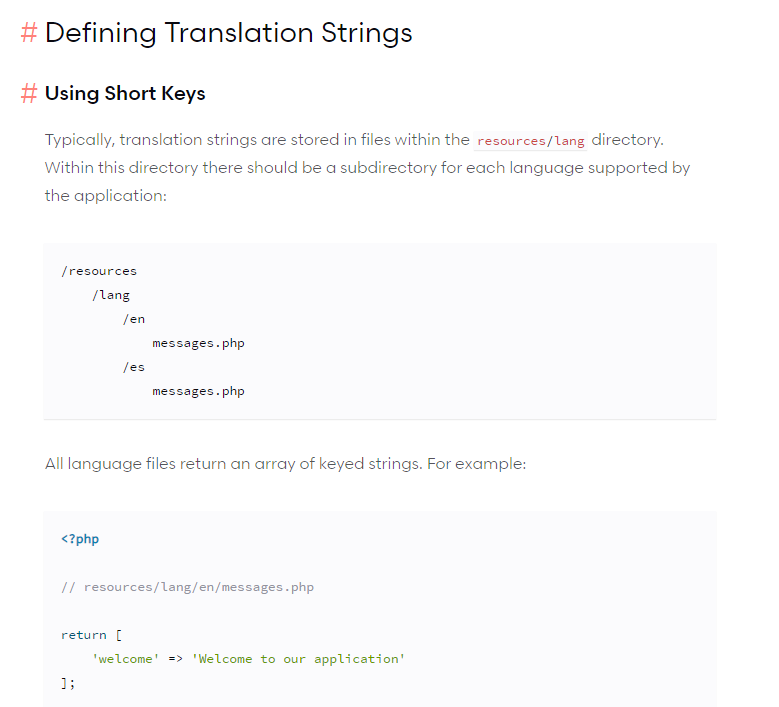 # Defining Translation Strings
# Using Short Keys
Typically, translation strings are stored in files within the resources/lang directory.
Within this directory there should be a subdirectory for each language supported by
the application:
/resources
    /lang
        /en
            messages.php
        /es
            messages.php
All language files return an array of keyed strings. For example:
<?php
// resources/lang/en/messages.php
return [
    'welcome' => 'Welcome to our application'
];